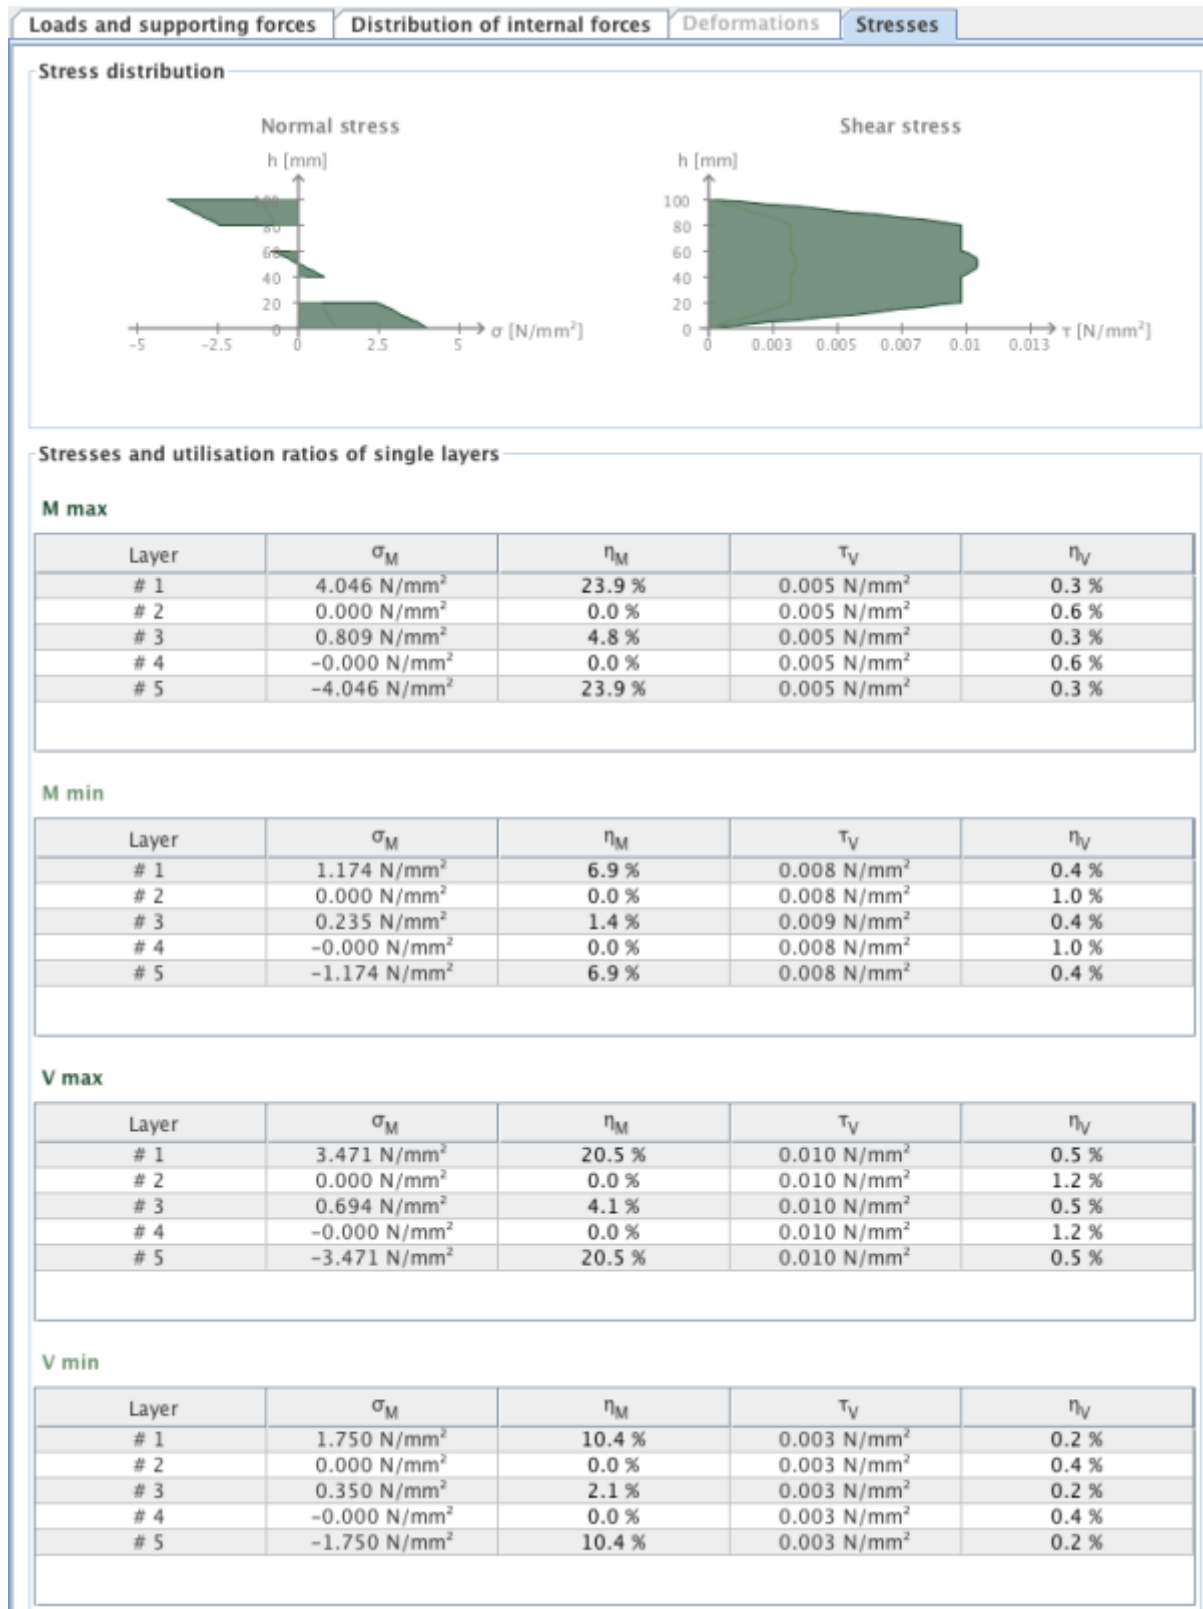 Loads and supporting forces Distribution of internal forces Deformations Stresses
Stress distribution
Normal stress Shear stress
h [mm] h [mm]
100 100
80 80
60 60
40 40
20 20
0 σ [N/mm²] 0 τ [N/mm²]
-5 -2.5 0 2.5 5 0 0.003 0.005 0.007 0.01 0.013
Stresses and utilisation ratios of single layers
M max
Layer σM ηM τV ηV
# 1 4.046 N/mm² 23.9 % 0.005 N/mm² 0.3 %
# 2 0.000 N/mm² 0.0 % 0.005 N/mm² 0.6 %
# 3 0.809 N/mm² 4.8 % 0.005 N/mm² 0.3 %
# 4 -0.000 N/mm² 0.0 % 0.005 N/mm² 0.6 %
# 5 -4.046 N/mm² 23.9 % 0.005 N/mm² 0.3 %
M min
Layer σM ηM τV ηV
# 1 1.174 N/mm² 6.9 % 0.008 N/mm² 0.4 %
# 2 0.000 N/mm² 0.0 % 0.008 N/mm² 1.0 %
# 3 0.235 N/mm² 1.4 % 0.009 N/mm² 0.4 %
# 4 -0.000 N/mm² 0.0 % 0.008 N/mm² 1.0 %
# 5 -1.174 N/mm² 6.9 % 0.008 N/mm² 0.4 %
V max
Layer σM ηM τV ηV
# 1 3.471 N/mm² 20.5 % 0.010 N/mm² 0.5 %
# 2 0.000 N/mm² 0.0 % 0.010 N/mm² 1.2 %
# 3 0.694 N/mm² 4.1 % 0.010 N/mm² 0.5 %
# 4 -0.000 N/mm² 0.0 % 0.010 N/mm² 1.2 %
# 5 -3.471 N/mm² 20.5 % 0.010 N/mm² 0.5 %
V min
Layer σM ηM τV ηV
# 1 1.750 N/mm² 10.4 % 0.003 N/mm² 0.2 %
# 2 0.000 N/mm² 0.0 % 0.003 N/mm² 0.4 %
# 3 0.350 N/mm² 2.1 % 0.003 N/mm² 0.2 %
# 4 -0.000 N/mm² 0.0 % 0.003 N/mm² 0.4 %
# 5 -1.750 N/mm² 10.4 % 0.003 N/mm² 0.2 %